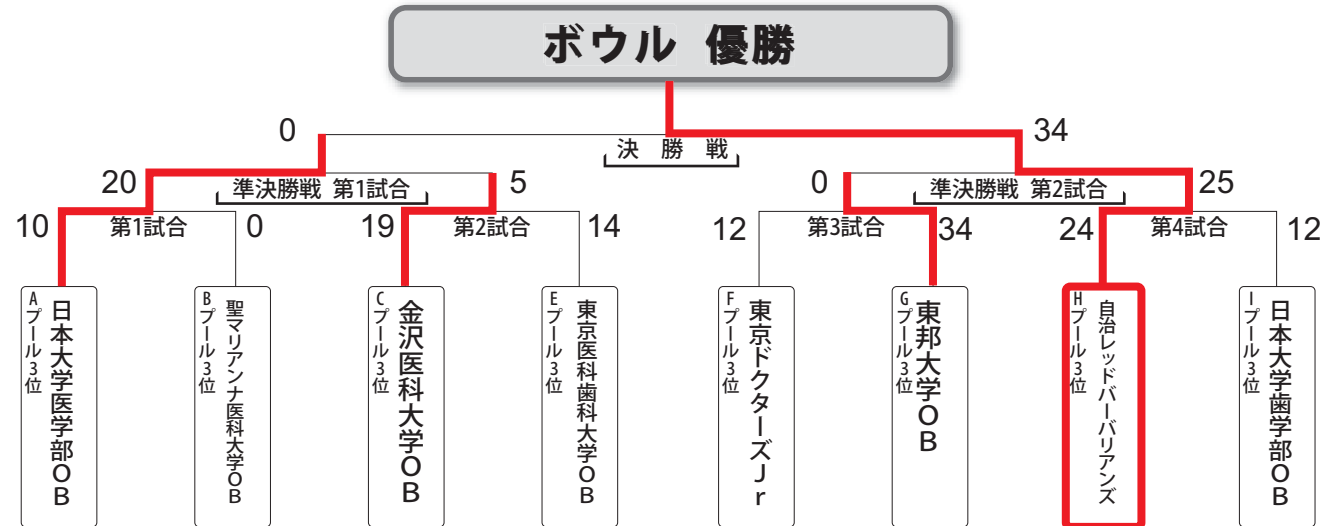 ボウル 優勝
0
34
決勝戦
20
準決勝戦 第1試合
5
0
準決勝戦 第2試合
25
10
第1試合
0
19
第2試合
14
12
第3試合
34
24
第4試合
12
Aプール3位
日本大学医学部OB
Bプール3位
聖マリアンナ医科大学OB
Cプール3位
金沢医科大学OB
Eプール3位
東京医科歯科大学OB
Fプール3位
東京ドクターズJr
Gプール3位
東邦大学OB
Hプール3位
自治レッドバーバリアンズ
Iプール3位
日本大学歯学部OB